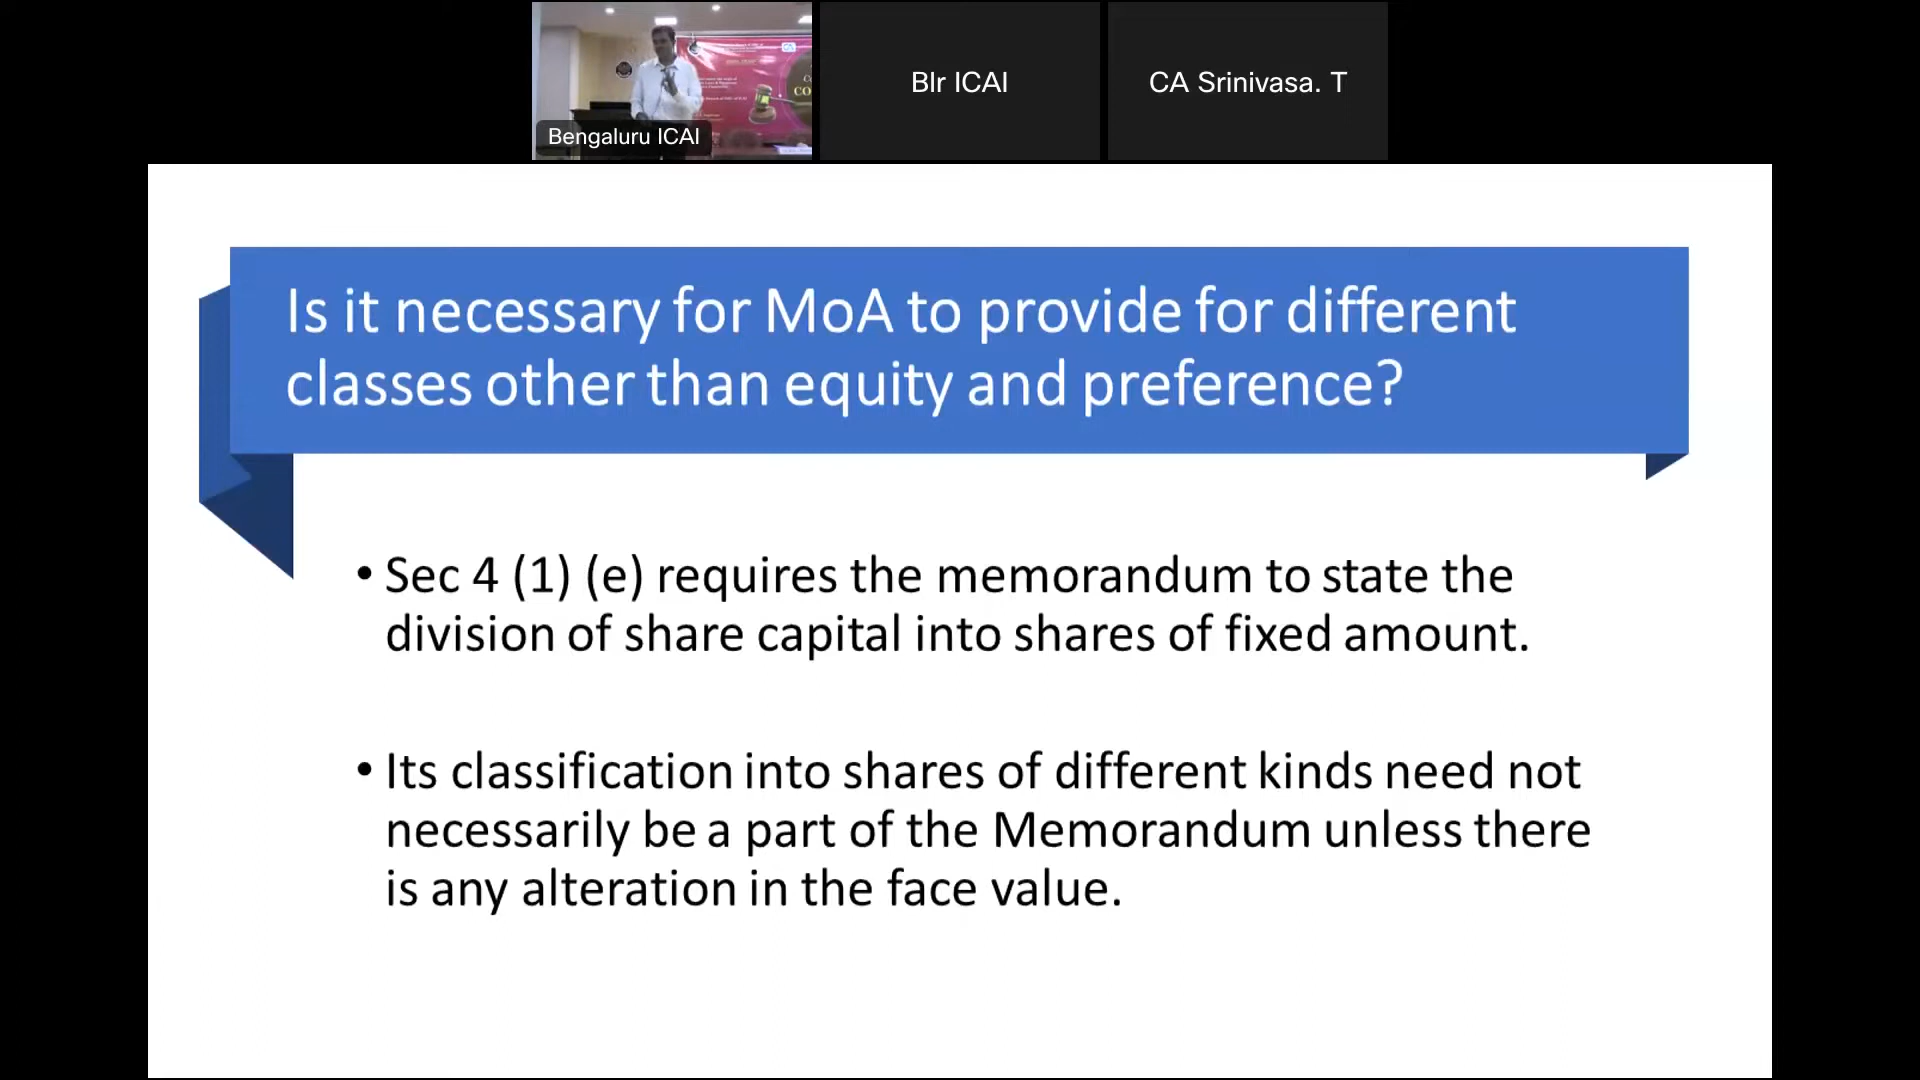 Bengaluru ICAI
Blr ICAI
CA Srinivasa. T
Is it necessary for MoA to provide for different
classes other than equity and preference?
• Sec 4 (1) (e) requires the memorandum to state the
division of share capital into shares of fixed amount.
• Its classification into shares of different kinds need not
necessarily be a part of the Memorandum unless there
is any alteration in the face value.